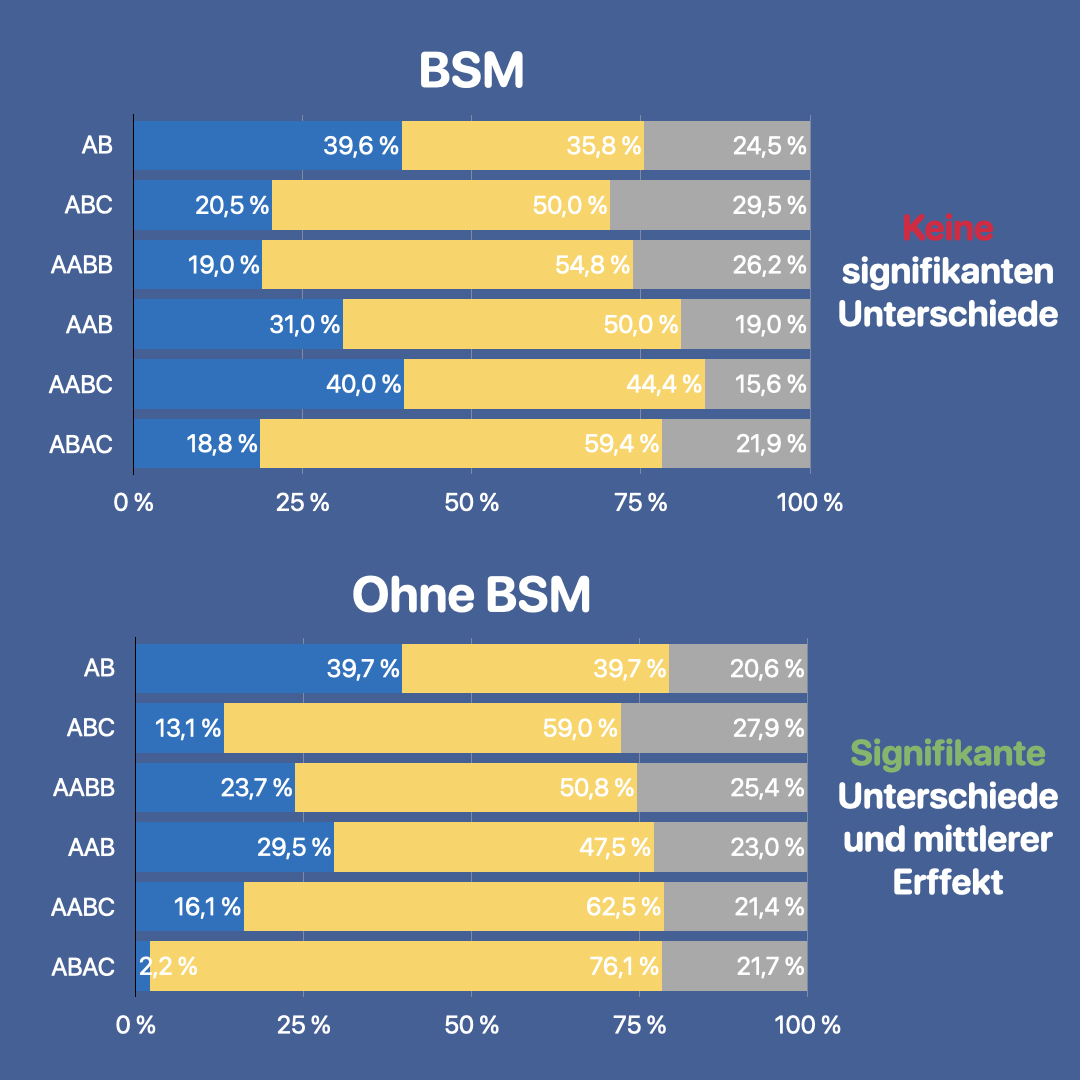 BSM
AB 39,6 % 35,8 % 24,5 %
ABC 20,5 % 50,0 % 29,5 %
AABB 19,0 % 54,8 % 26,2 %
AAB 31,0 % 50,0 % 19,0 %
AABC 40,0 % 44,4 % 15,6 %
ABAC 18,8 % 59,4 % 21,9 %
0 % 25 % 50 % 75 % 100 %
Keine
signifikanten
Unterschiede
Ohne BSM
AB 39,7 % 39,7 % 20,6 %
ABC 13,1 % 59,0 % 27,9 %
AABB 23,7 % 50,8 % 25,4 %
AAB 29,5 % 47,5 % 23,0 %
AABC 16,1 % 62,5 % 21,4 %
ABAC 2,2 % 76,1 % 21,7 %
0 % 25 % 50 % 75 % 100 %
Signifikante
Unterschiede
und mittlerer
Erffekt